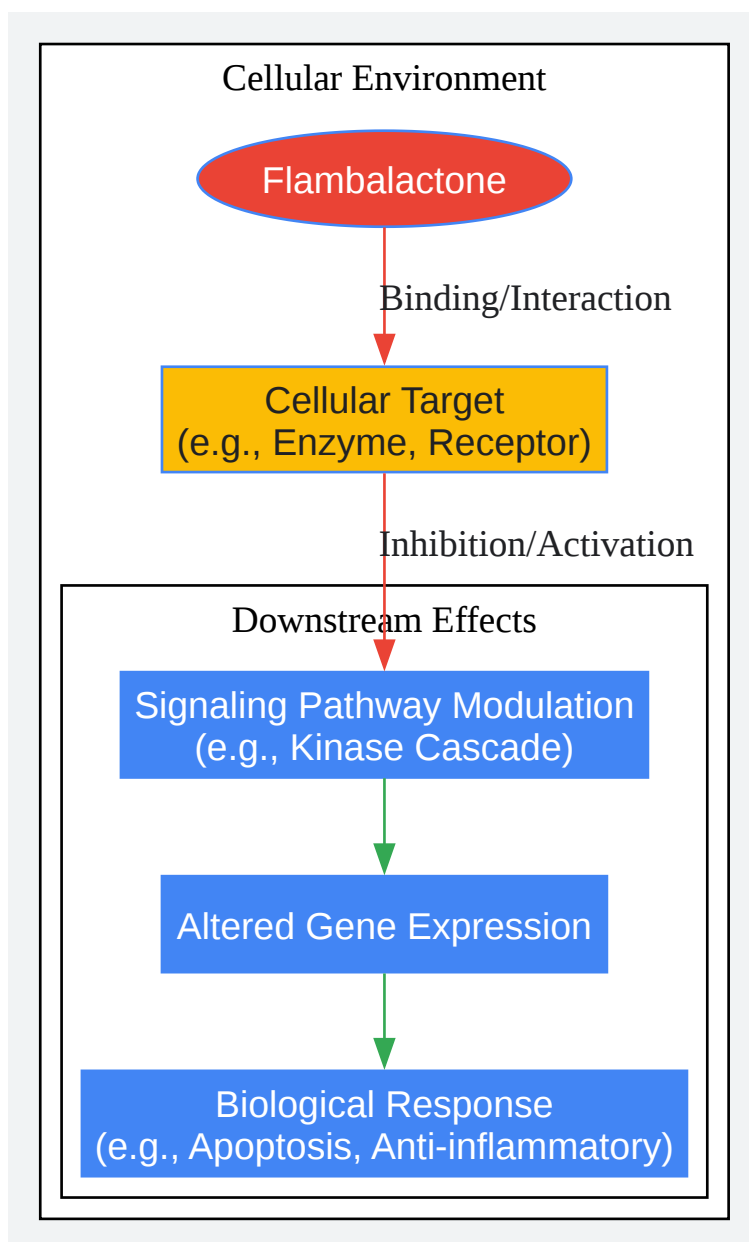 Cellular Environment
Flambalactone
Binding/Interaction
Cellular Target
(e.g., Enzyme, Receptor)
Inhibition/Activation
Downstream Effects
Signaling Pathway Modulation
(e.g., Kinase Cascade)
Altered Gene Expression
Biological Response
(e.g., Apoptosis, Anti-inflammatory)